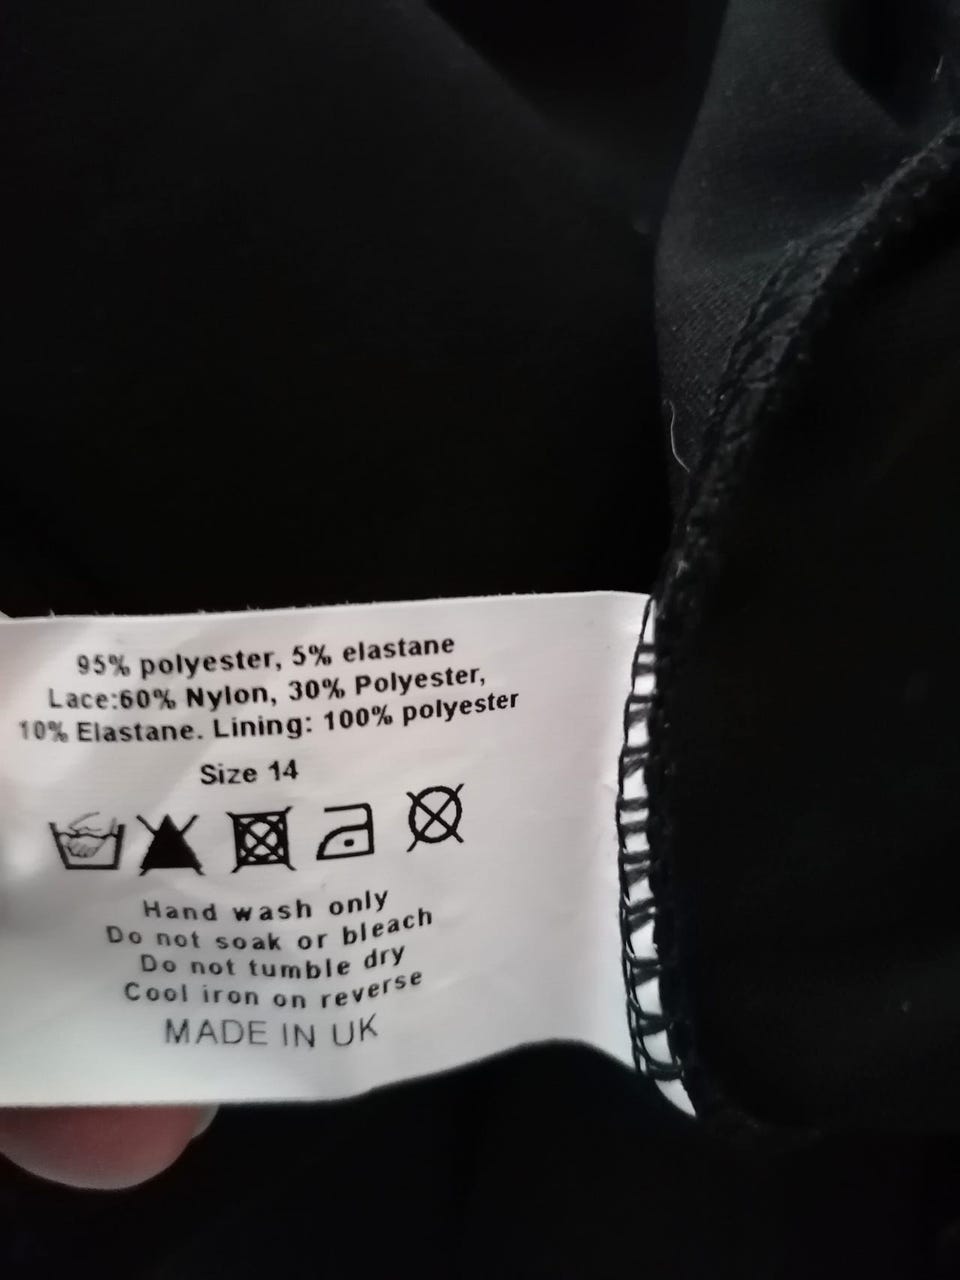 95% polyester, 5% elastane
Lace:60% Nylon, 30% Polyester,
10% Elastane. Lining: 100% polyester
Size 14
Hand wash only
Do not soak or bleach
Do not tumble dry
Cool iron on reverse
MADE IN UK